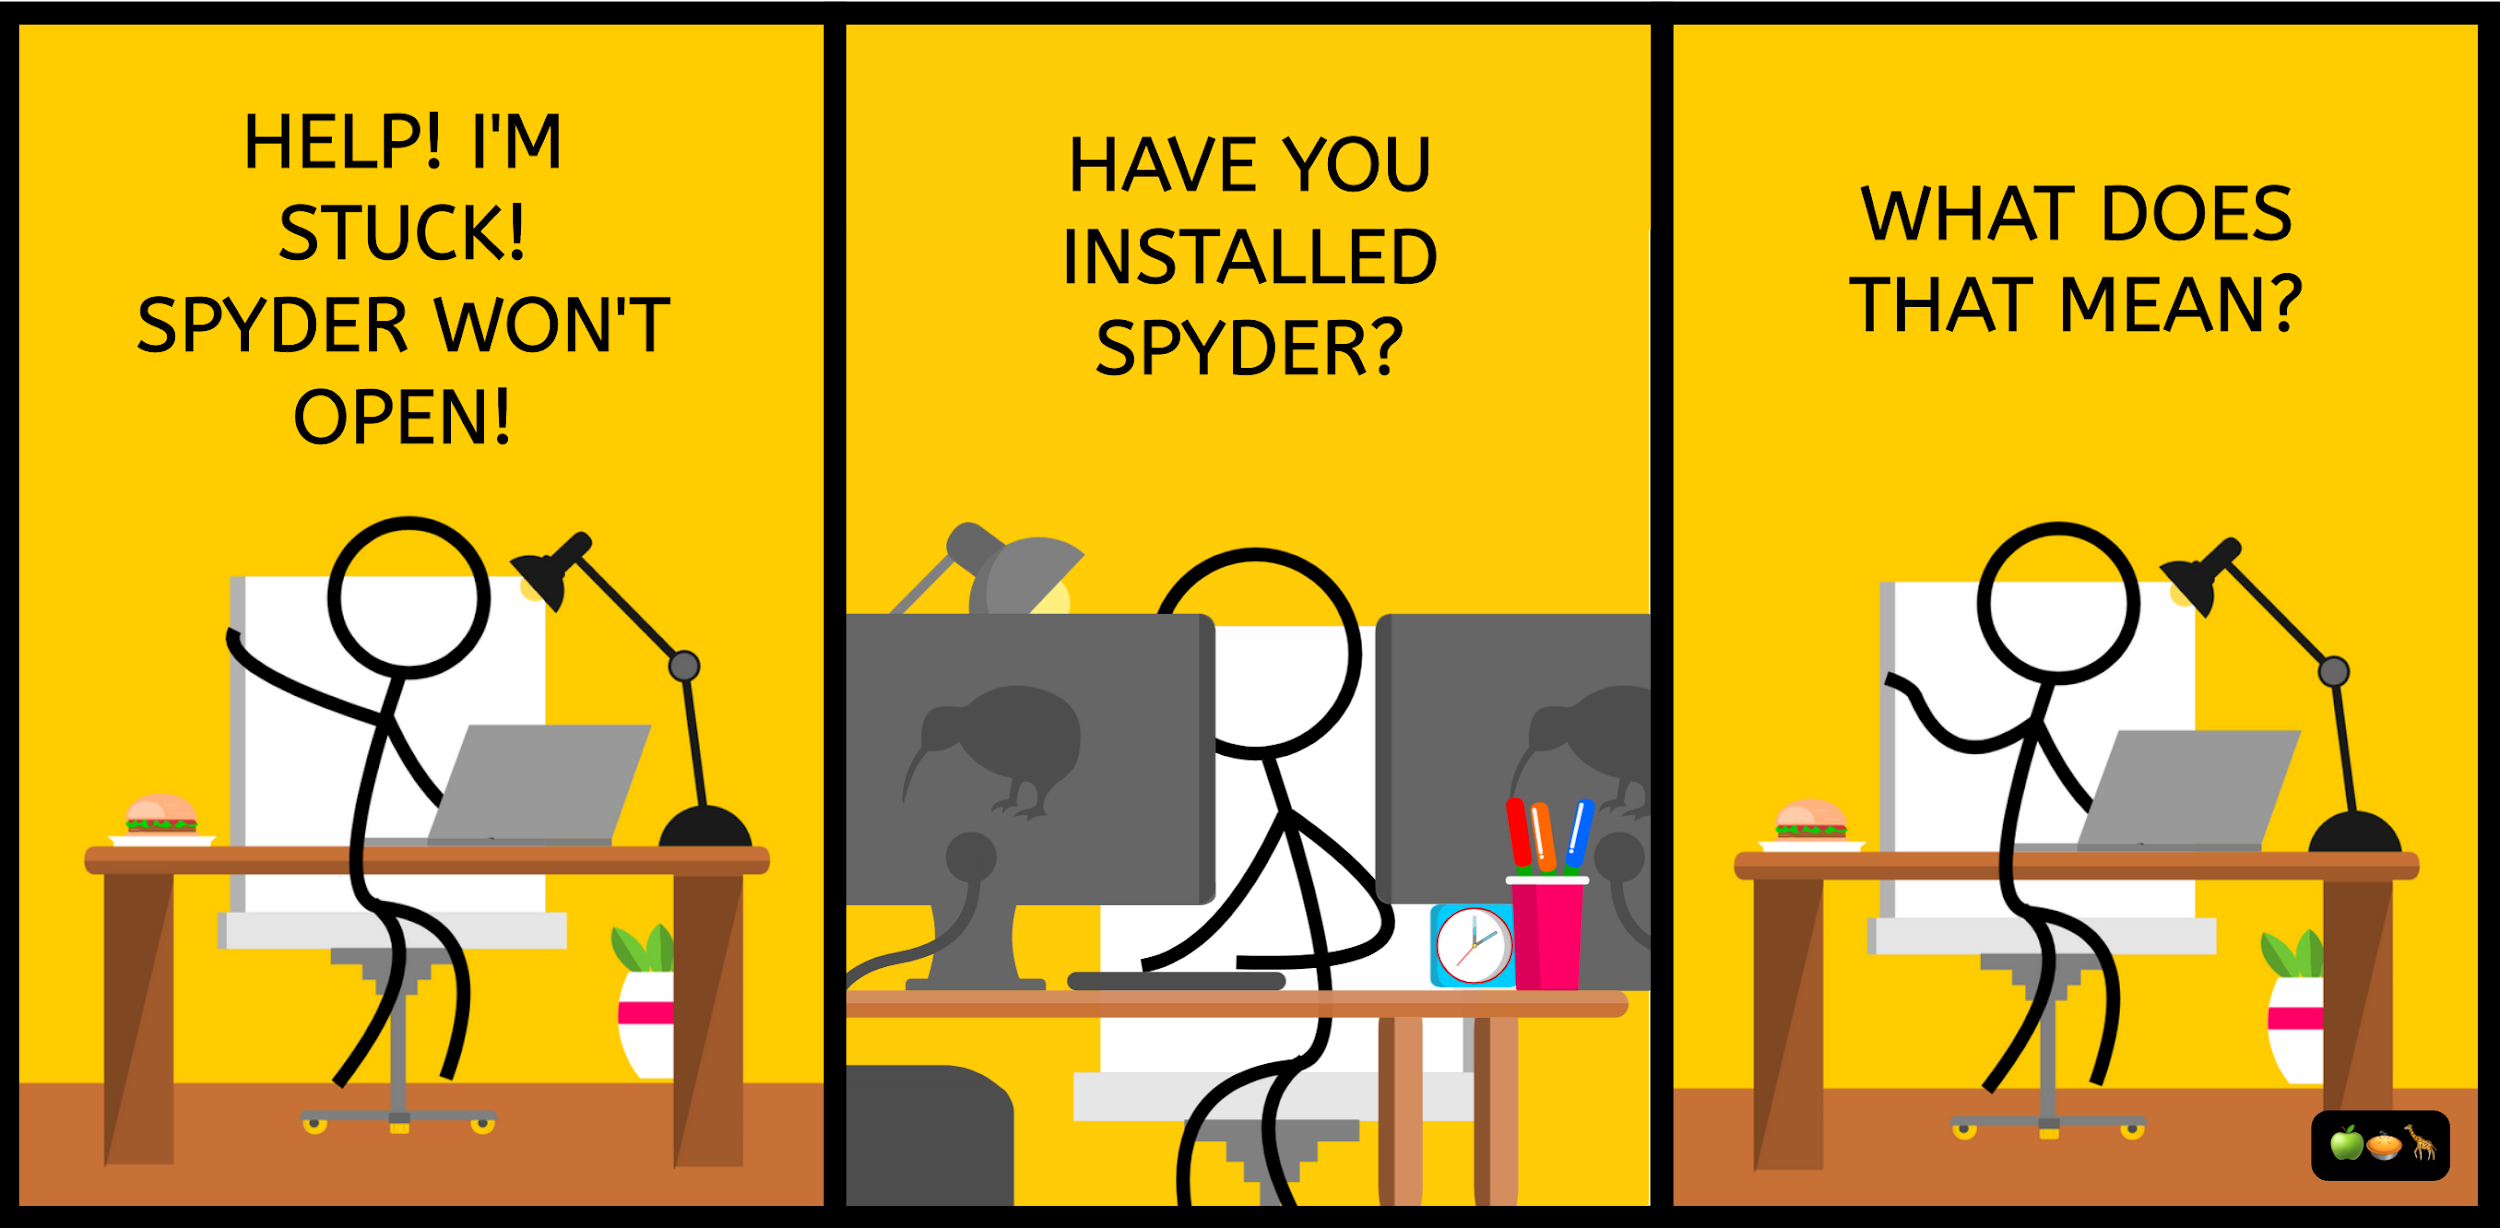 HELP! I'M
STUCK!
SPYDER WON'T
OPEN!
HAVE YOU
INSTALLED
SPYDER?
WHAT DOES
THAT MEAN?